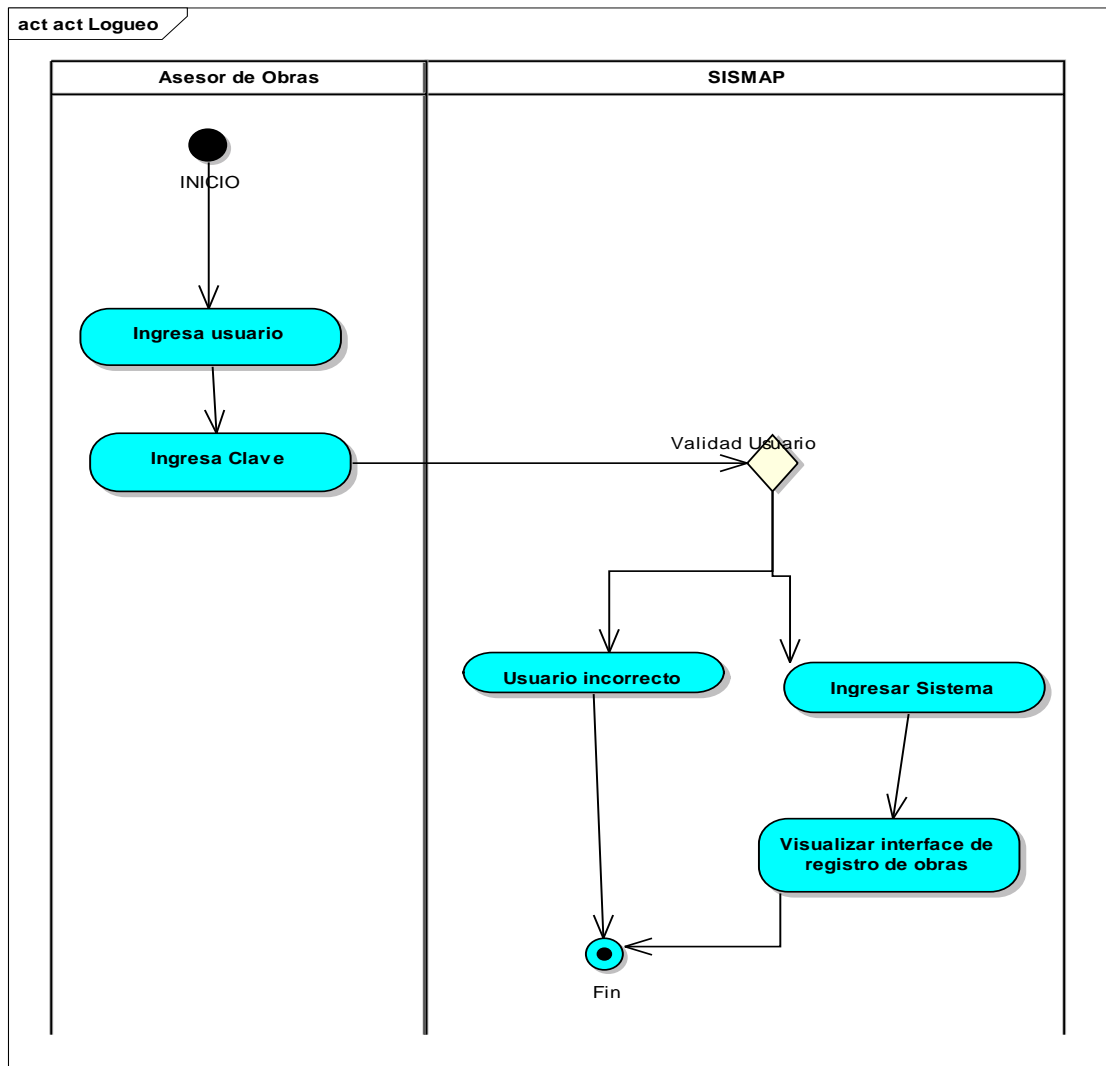 act act Logueo
Asesor de Obras
SISMAP
INICIO
Ingresa usuario
Ingresa Clave
Validad Usuario
Usuario incorrecto
Ingresar Sistema
Visualizar interface de
registro de obras
Fin